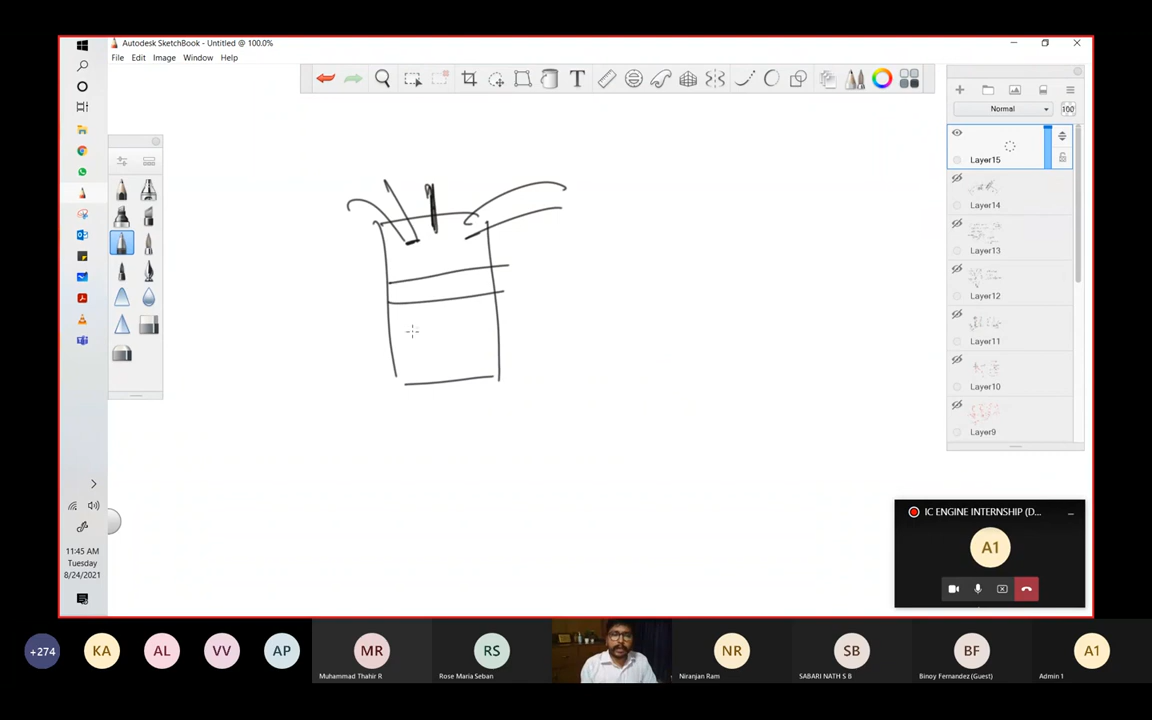 Autodesk SketchBook - Untitled @ 100.0%
File Edit Image Window Help
T
Normal
100
Layer15
Layer14
Layer13
Layer12
Layer11
Layer10
Layer9
11:45 AM
Tuesday
8/24/2021
IC ENGINE INTERNSHIP (D...
A1
+274
KA
AL
VV
AP
MR
Muhammad Thahir R
RS
Rose Maria Seban
NR
Niranjan Ram
SB
SABARI NATH S B
BF
Binoy Fernandez (Guest)
A1
Admin 1